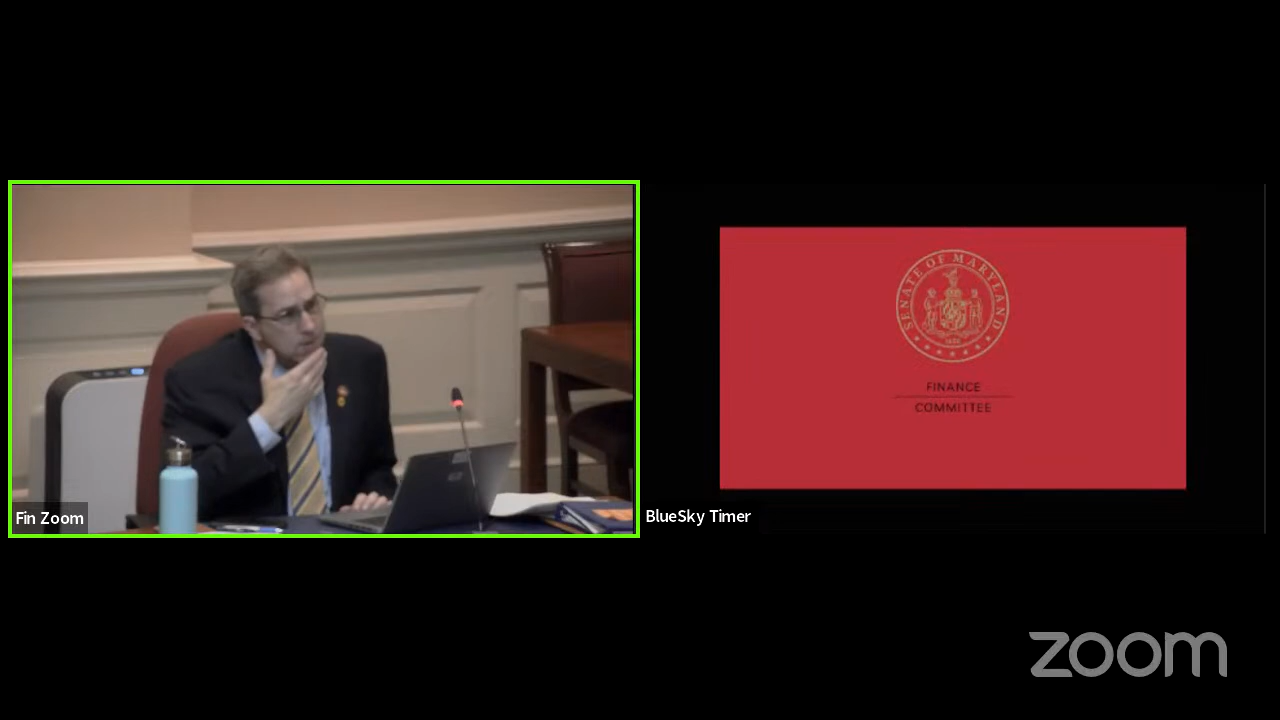 SENATE OF MARYLAND
FINANCE
COMMITTEE
Fin Zoom
BlueSky Timer
zoom